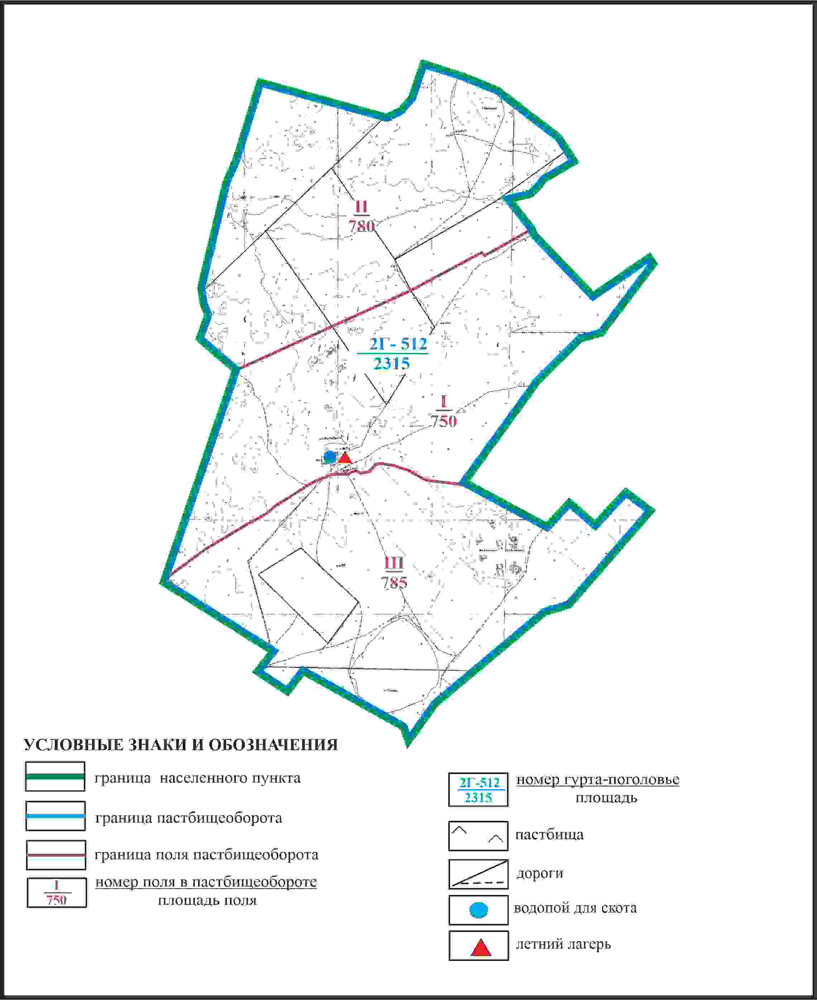 II
780
2Г - 512
2315
I
750
III
785
УСЛОВНЫЕ ЗНАКИ И ОБОЗНАЧЕНИЯ
граница населенного пункта
граница пастбищеоборота
граница поля пастбищеоборота
I
750
номер поля в пастбищеобороте
площадь поля
2Г-512
2315
номер гурта-поголовье
площадь
пастбища
дороги
водопой для скота
летний лагерь